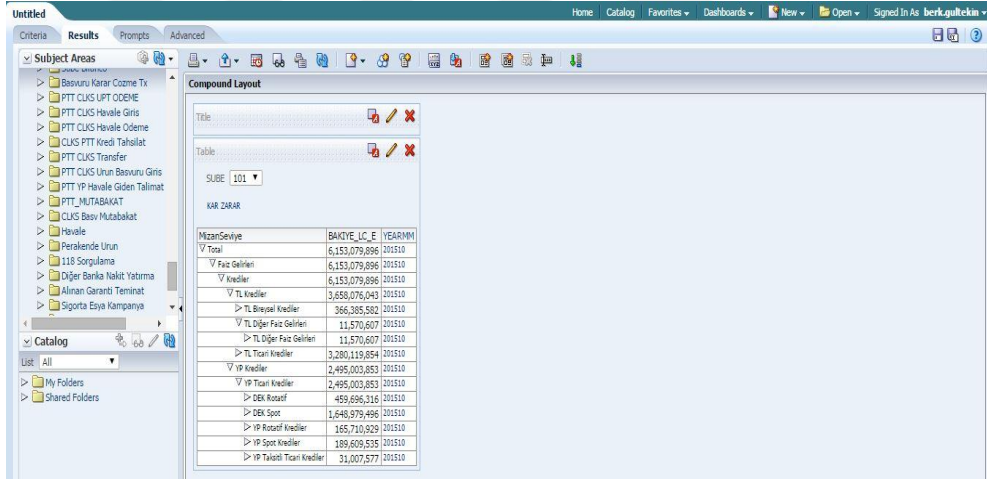 Untitled
Home Catalog Favorites Dashboards New Open Signed In As berk.gultekin
Criteria Results Prompts Advanced
Subject Areas
Basvuru Karar Cozme Tx
PTT CLKS UPT ODEME
PTT CLKS Havale Giris
PTT CLKS Havale Odeme
CLKS PTT Kredi Tahsilat
PTT CLKS Transfer
PTT CLKS Urun Basvuru Giris
PTT YP Havale Giden Talimat
PTT_MUTABAKAT
CLKS Basv Mutabakat
Havale
Perakende Urun
118 Sorgulama
Diğer Banka Nakit Yatırma
Alınan Garanti Teminat
Sigorta Esya Kampanya
Catalog
List All
My Folders
Shared Folders
Compound Layout
Title
Table
SUBE 101
KAR ZARAR
MizanSeviye BAKIYE_LC_E YEARMM
Total 6,153,079,896 201510
Faiz Gelirleri 6,153,079,896 201510
Krediler 6,153,079,896 201510
TL Krediler 3,658,076,043 201510
TL Bireysel Krediler 366,385,582 201510
TL Diğer Faiz Gelirleri 11,570,607 201510
TL Diğer Faiz Gelirleri 11,570,607 201510
TL Ticari Krediler 3,280,119,854 201510
YP Krediler 2,495,003,853 201510
YP Ticari Krediler 2,495,003,853 201510
DEK Rotatif 459,696,316 201510
DEK Spot 1,648,979,496 201510
YP Rotatif Krediler 165,710,929 201510
YP Spot Krediler 189,609,535 201510
YP Taksitli Ticari Krediler 31,007,577 201510